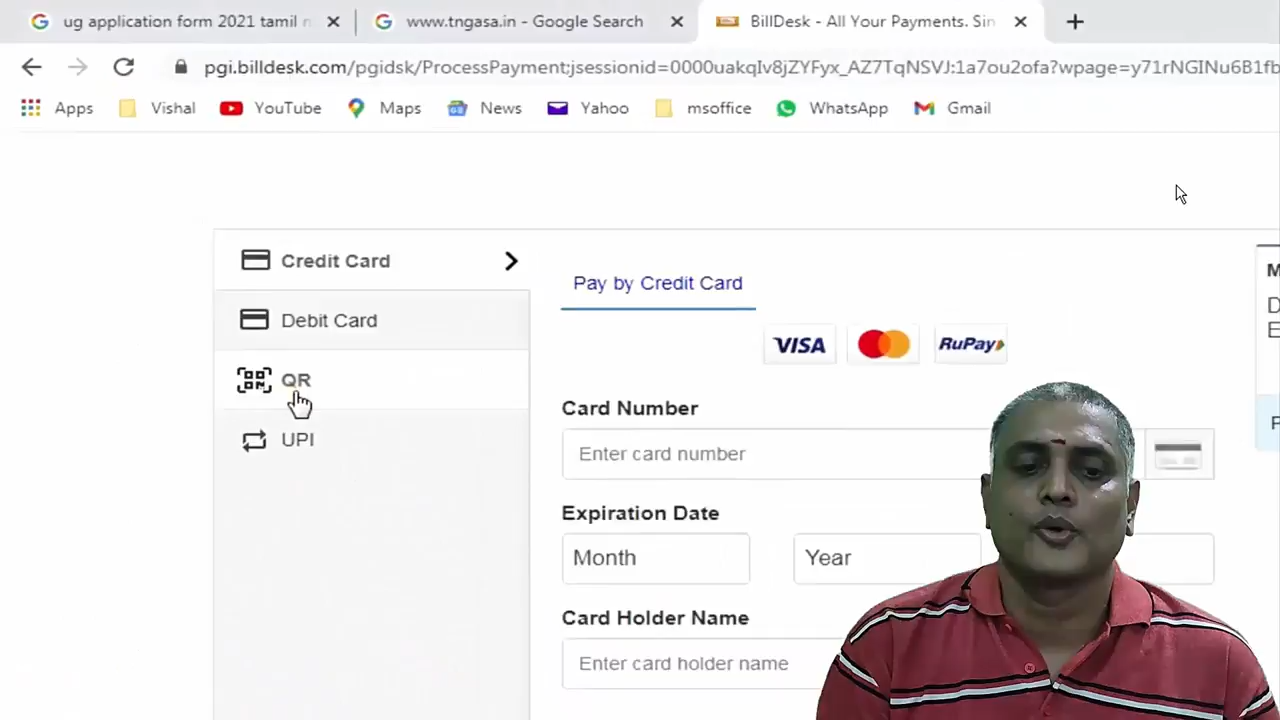 ug application form 2021 tamil n
www.tngasa.in - Google Search
BillDesk - All Your Payments. Sin
pgi.billdesk.com/pgidsk/ProcessPayment;jsessionid=0000uakqIv8jZYFyx_AZ7TqNSVJ:1a7ou2ofa?wpage=y71rNGINu6B1fb
Apps Vishal YouTube Maps News Yahoo msoffice WhatsApp Gmail
Credit Card
Debit Card
QR
UPI
Pay by Credit Card
VISA RuPay
Card Number
Enter card number
Expiration Date
Month Year
Card Holder Name
Enter card holder name
M
D
E
P